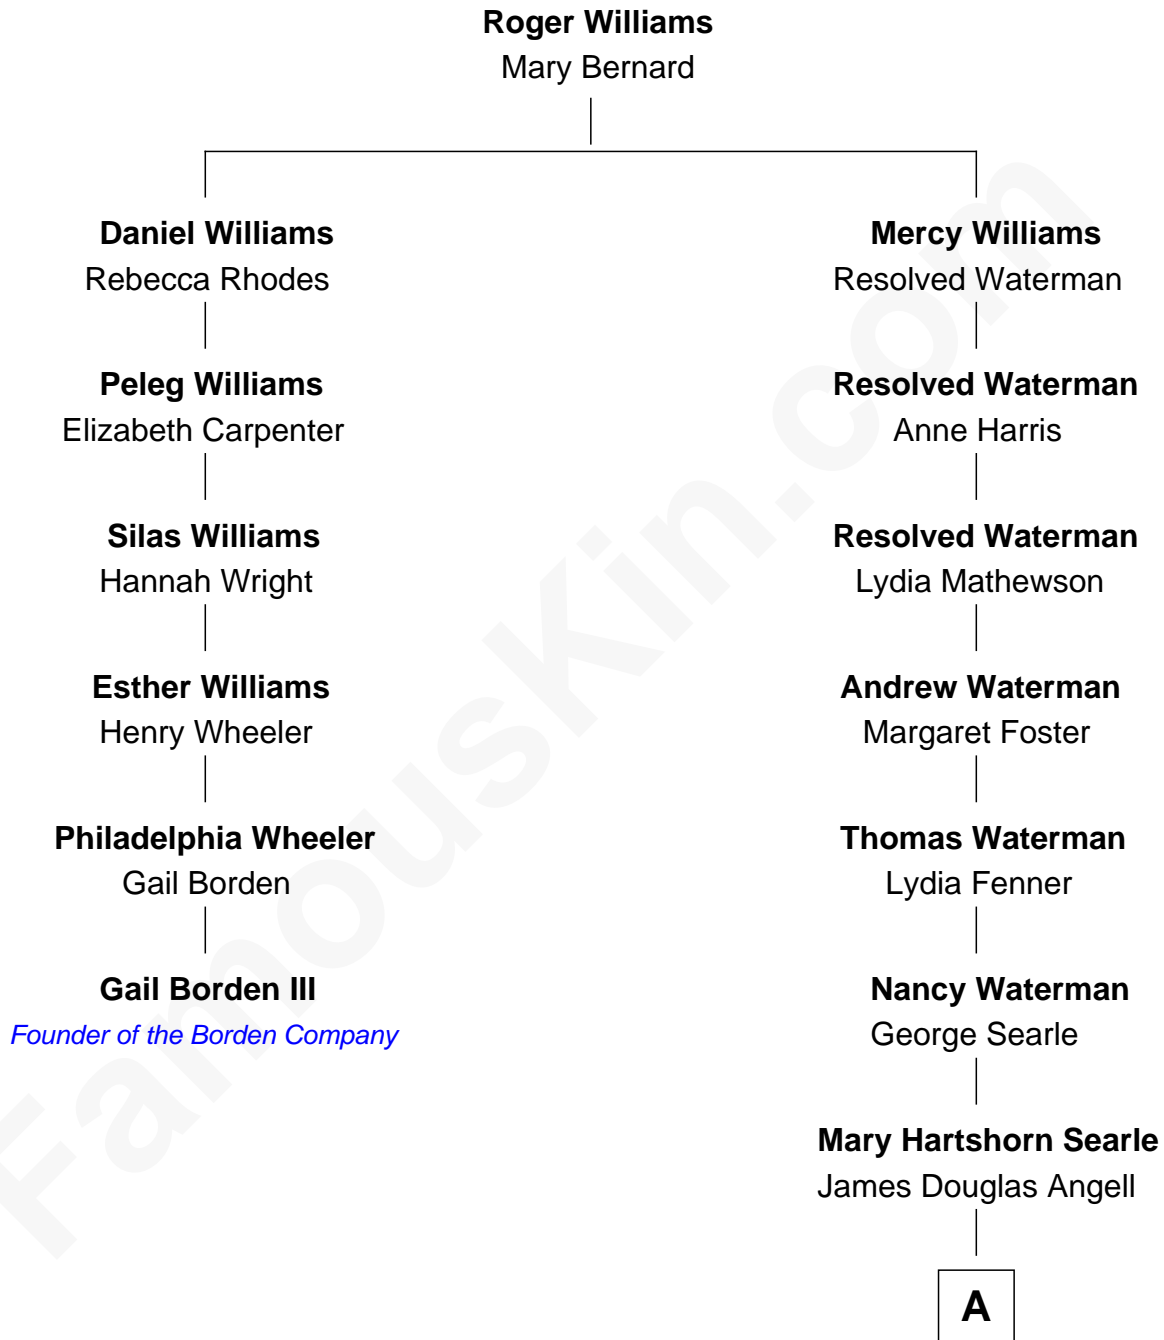 Roger Williams
Mary Bernard
Daniel Williams
Rebecca Rhodes
Mercy Williams
Resolved Waterman
Peleg Williams
Elizabeth Carpenter
Resolved Waterman
Anne Harris
Silas Williams
Hannah Wright
Resolved Waterman
Lydia Mathewson
Esther Williams
Henry Wheeler
Andrew Waterman
Margaret Foster
Philadelphia Wheeler
Gail Borden
Thomas Waterman
Lydia Fenner
Gail Borden III
Founder of the Borden Company
Nancy Waterman
George Searle
Mary Hartshorn Searle
James Douglas Angell
A
FamousKin.com